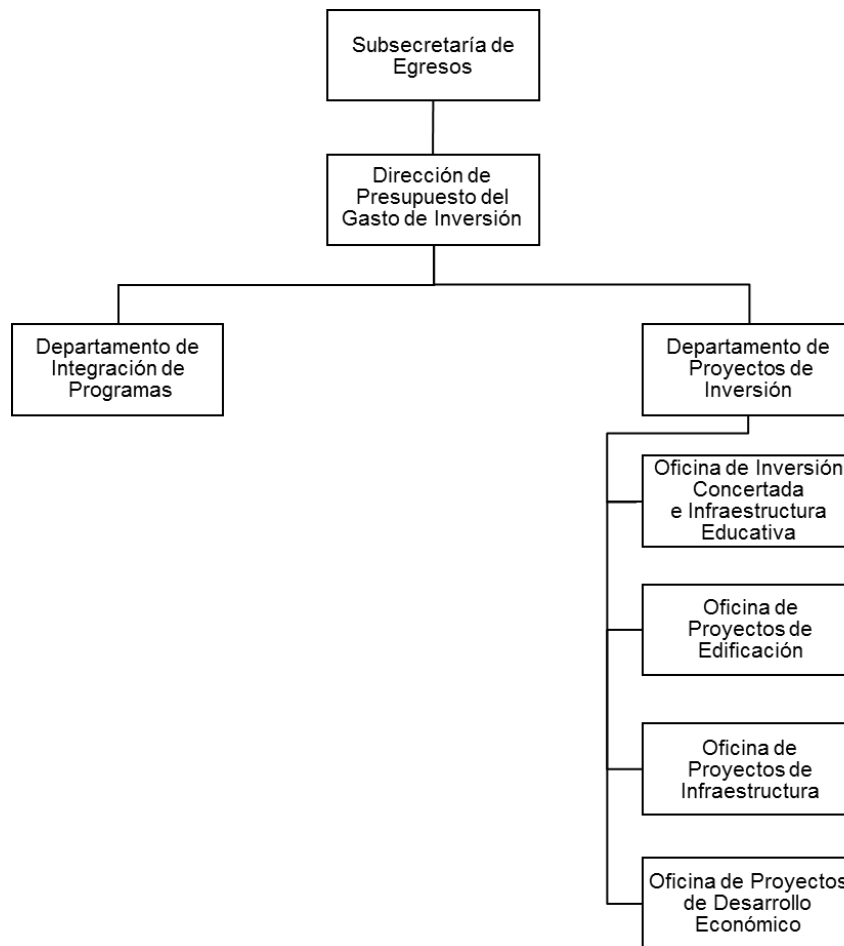 Subsecretaría de
Egresos
Dirección de
Presupuesto del
Gasto de Inversión
Departamento de
Integración de
Programas
Departamento de
Proyectos de
Inversión
Oficina de Inversión
Concertada
e Infraestructura
Educativa
Oficina de
Proyectos de
Edificación
Oficina de
Proyectos de
Infraestructura
Oficina de Proyectos
de Desarrollo
Económico